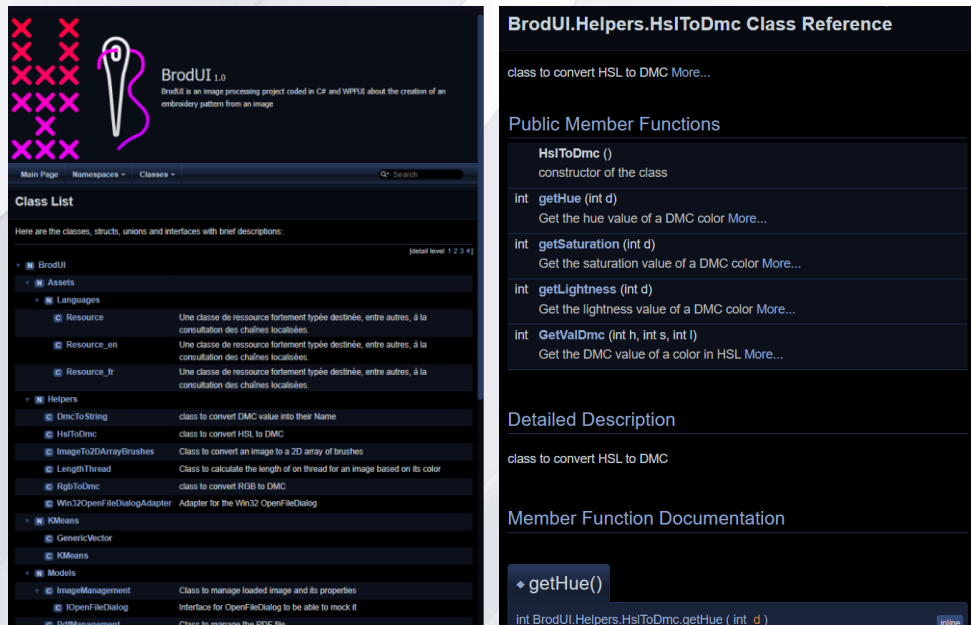 BrodUI 1.0
BrodUI is an image processing project coded in C# and WPFUI about the creation of an
embroidery pattern from an image
Main Page Namespaces Classes Search
Class List
Here are the classes, structs, unions and interfaces with brief descriptions:
[detail level 1 2 3 4]
N BrodUI
N Assets
N Languages
C Resource Une classe de ressource fortement typée destinée, entre autres, à la
consultation des chaînes localisées.
C Resource_en Une classe de ressource fortement typée destinée, entre autres, à la
consultation des chaînes localisées.
C Resource_fr Une classe de ressource fortement typée destinée, entre autres, à la
consultation des chaînes localisées.
N Helpers
C DmcToString class to convert DMC value into their Name
C HslToDmc class to convert HSL to DMC
C ImageTo2DArrayBrushes Class to convert an image to a 2D array of brushes
C LengthThread Class to calculate the length of on thread for an image based on its color
C RgbToDmc class to convert RGB to DMC
C Win32OpenFileDialogAdapter Adapter for the Win32 OpenFileDialog
N KMeans
C GenericVector
C KMeans
N Models
C ImageManagement Class to manage loaded image and its properties
C IOpenFileDialog Interface for OpenFileDialog to be able to mock it
C PdfManagement Class to manage the PDF file
BrodUI.Helpers.HslToDmc Class Reference
class to convert HSL to DMC More...
Public Member Functions
HslToDmc ()
constructor of the class
int getHue (int d)
Get the hue value of a DMC color More...
int getSaturation (int d)
Get the saturation value of a DMC color More...
int getLightness (int d)
Get the lightness value of a DMC color More...
int GetValDmc (int h, int s, int l)
Get the DMC value of a color in HSL More...
Detailed Description
class to convert HSL to DMC
Member Function Documentation
◆ getHue()
int BrodUI.Helpers.HslToDmc.getHue ( int d ) inline